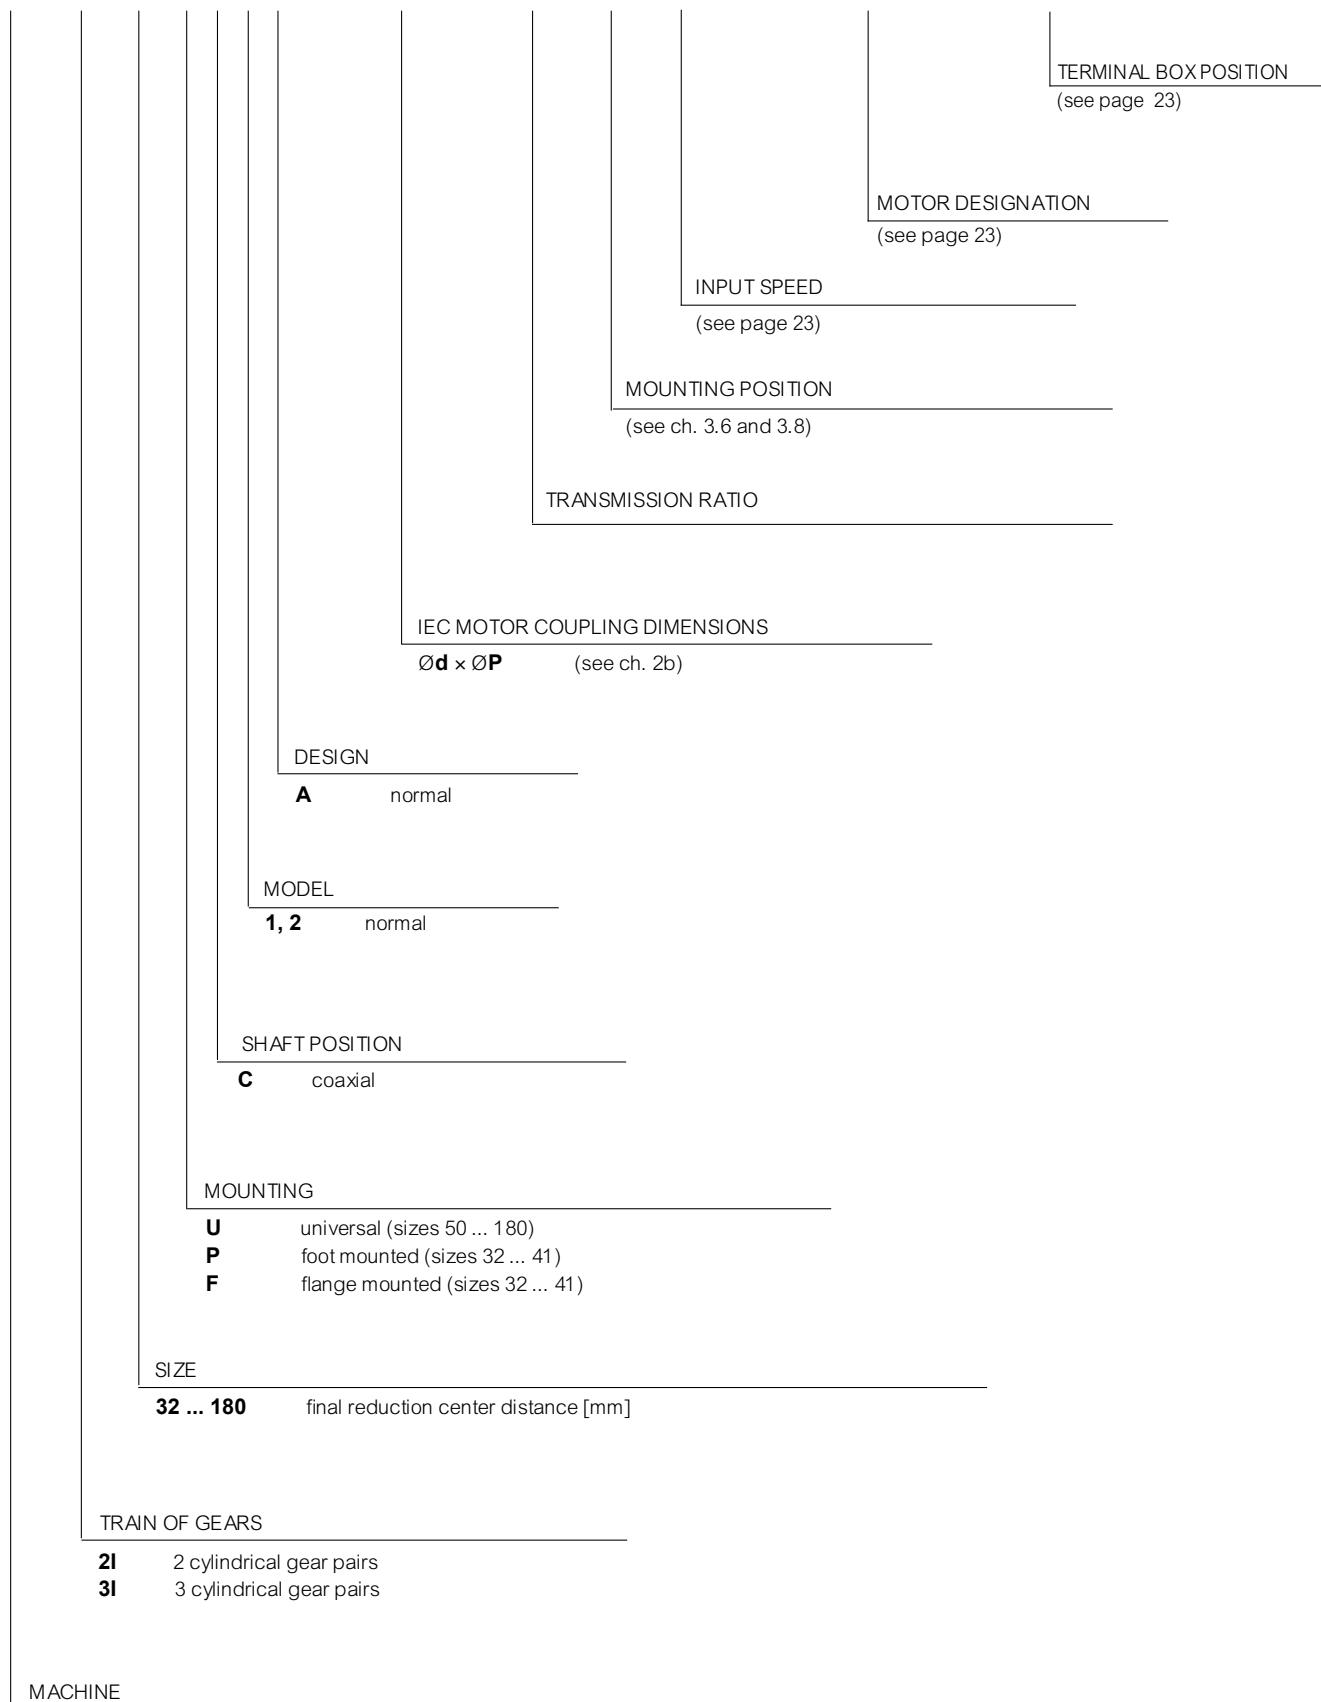 TERMINAL BOX POSITION
(see page 23)
MOTOR DESIGNATION
(see page 23)
INPUT SPEED
(see page 23)
MOUNTING POSITION
(see ch. 3.6 and 3.8)
TRANSMISSION RATIO
IEC MOTOR COUPLING DIMENSIONS
Ød × ØP (see ch. 2b)
DESIGN
A normal
MODEL
1, 2 normal
SHAFT POSITION
C coaxial
MOUNTING
U universal (sizes 50 ... 180)
P foot mounted (sizes 32 ... 41)
F flange mounted (sizes 32 ... 41)
SIZE
32 ... 180 final reduction center distance [mm]
TRAIN OF GEARS
2I 2 cylindrical gear pairs
3I 3 cylindrical gear pairs
MACHINE